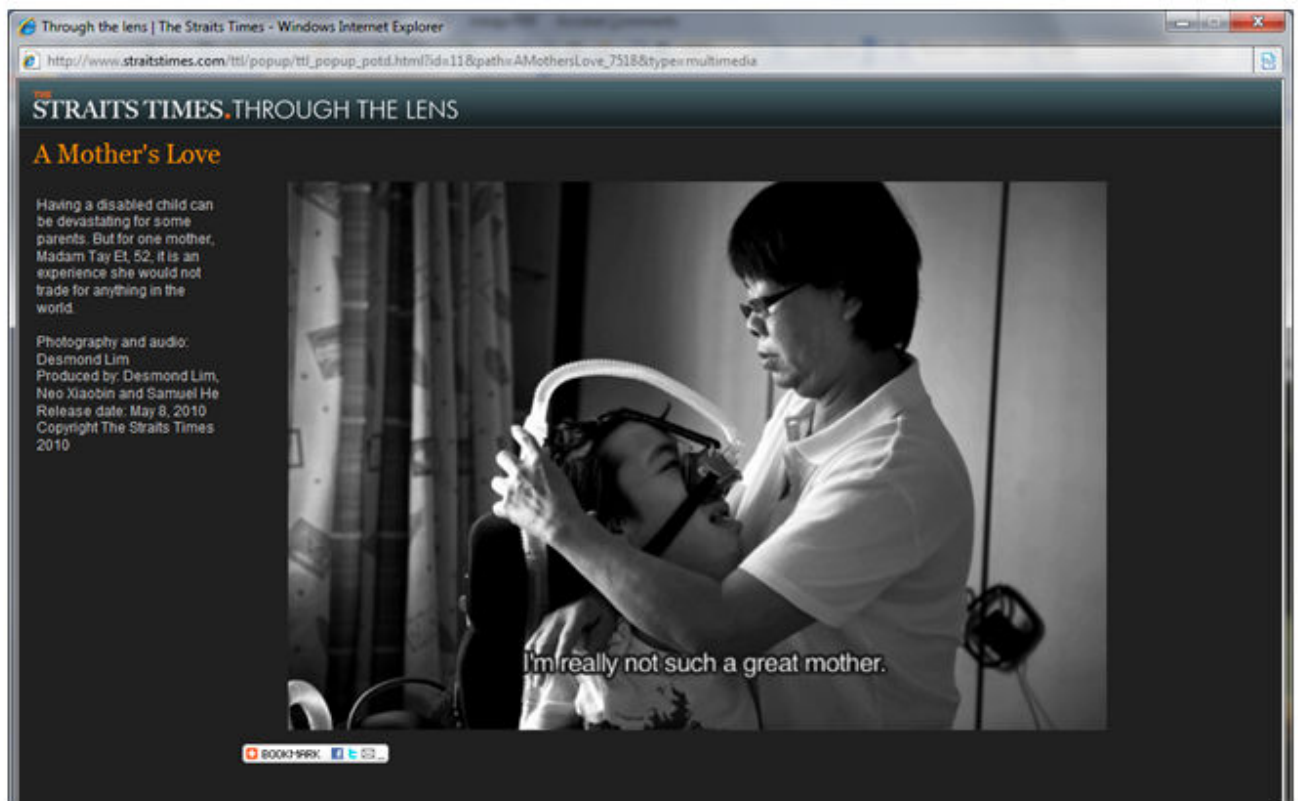 Through the lens | The Straits Times - Windows Internet Explorer
http://www.straitstimes.com/ttl/popup/ttl_popup_potd.html?id=11&path=AMothersLove_7518&type=multimedia
THE
STRAITS TIMES.THROUGH THE LENS
A Mother's Love
Having a disabled child can
be devastating for some
parents. But for one mother,
Madam Tay Et, 52, it is an
experience she would not
trade for anything in the
world.
Photography and audio:
Desmond Lim
Produced by: Desmond Lim,
Neo Xiaobin and Samuel He
Release date: May 8, 2010
Copyright The Straits Times
2010
I'm really not such a great mother.
BOOKMARK